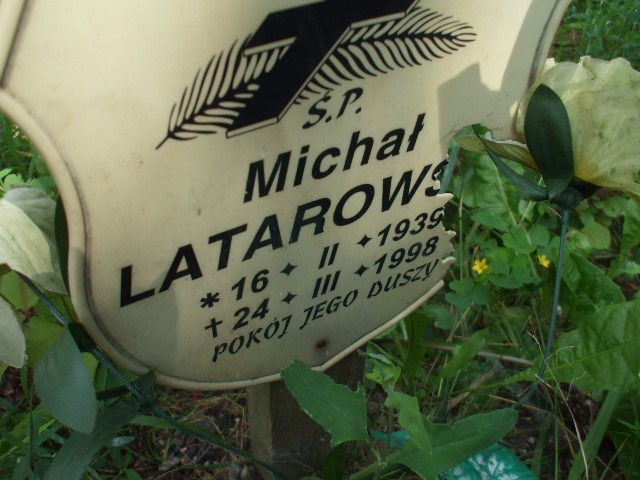 Ś.P.
Michał
LATAROWS
* 16 ✦ II ✦ 1939
† 24 ✦ III ✦ 1998
POKÓJ JEGO DUSZY